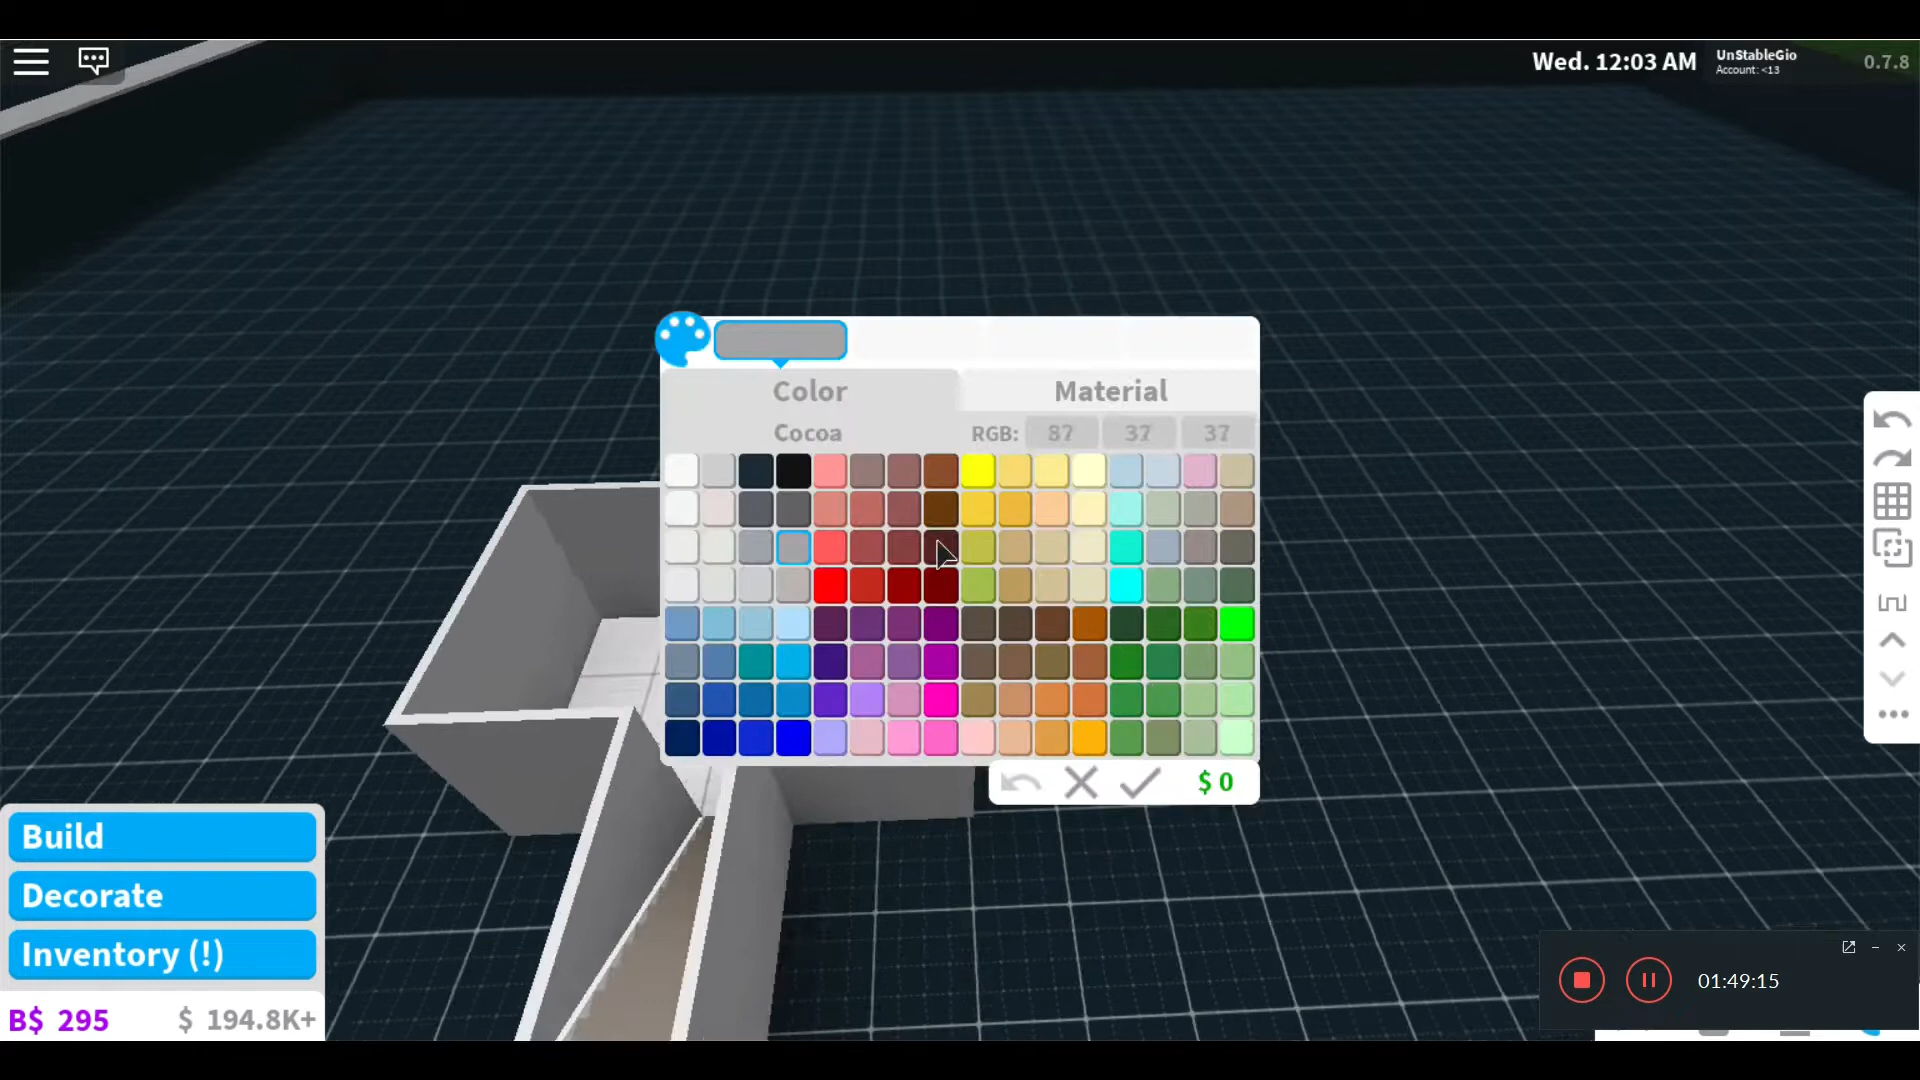 Wed. 12:03 AM
UnStableGio
Account: <13
0.7.8
Color
Material
Cocoa
RGB: 87 37 37
$ 0
Build
Decorate
Inventory (!)
B$ 295
$ 194.8K+
01:49:15